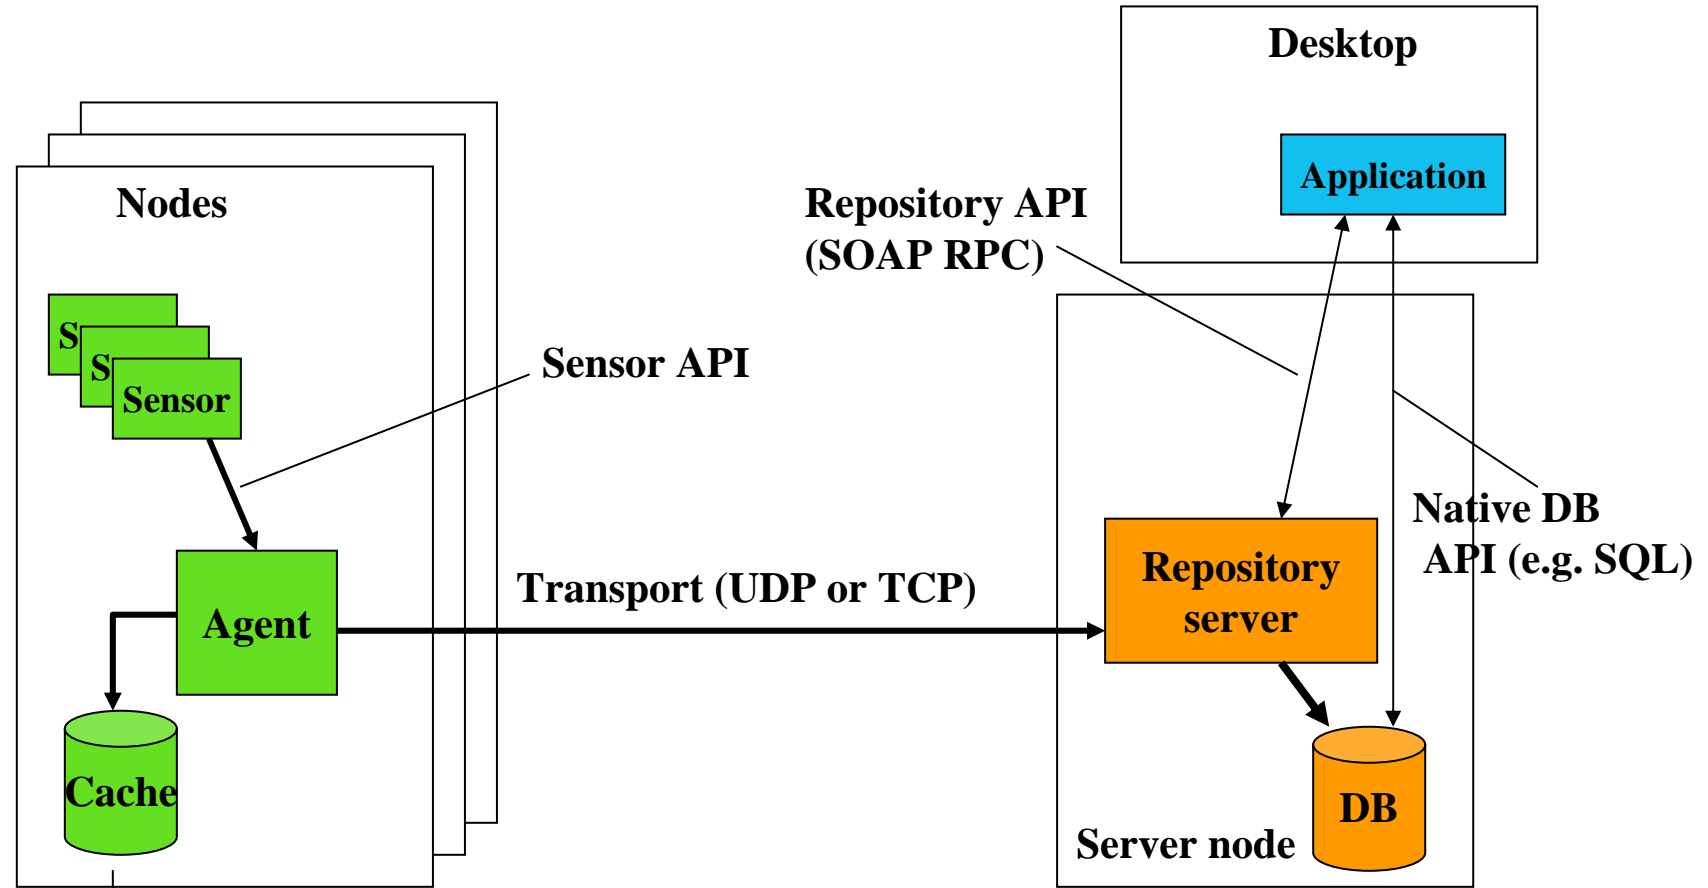 Desktop
Application
Nodes
Repository API
(SOAP RPC)
S
S
Sensor
Sensor API
Native DB
API (e.g. SQL)
Repository
server
Transport (UDP or TCP)
Agent
Cache
DB
Server node